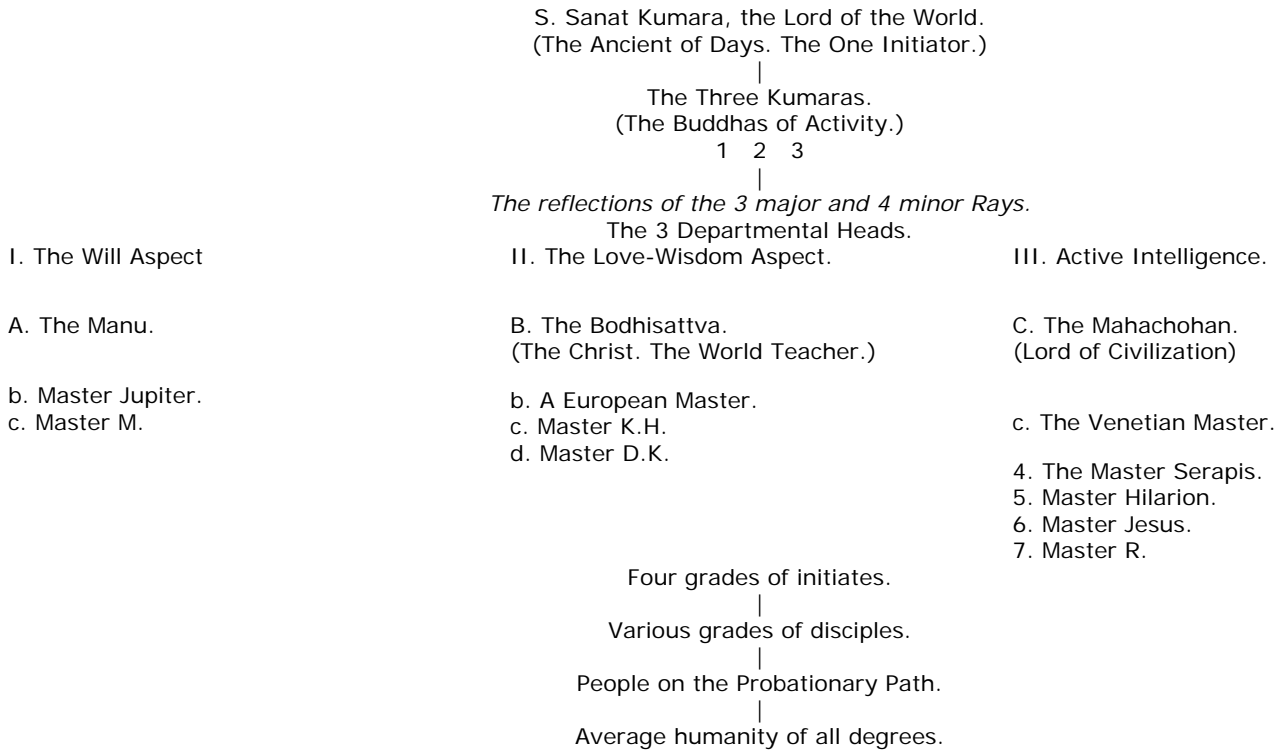 S. Sanat Kumara, the Lord of the World.
(The Ancient of Days. The One Initiator.)
|
The Three Kumaras.
(The Buddhas of Activity.)
1 2 3
|
The reflections of the 3 major and 4 minor Rays.
The 3 Departmental Heads.
I. The Will Aspect
II. The Love-Wisdom Aspect.
III. Active Intelligence.
A. The Manu.
B. The Bodhisattva.
(The Christ. The World Teacher.)
C. The Mahachohan.
(Lord of Civilization)
b. Master Jupiter.
c. Master M.
b. A European Master.
c. Master K.H.
d. Master D.K.
c. The Venetian Master.
4. The Master Serapis.
5. Master Hilarion.
6. Master Jesus.
7. Master R.
Four grades of initiates.
|
Various grades of disciples.
|
People on the Probationary Path.
|
Average humanity of all degrees.